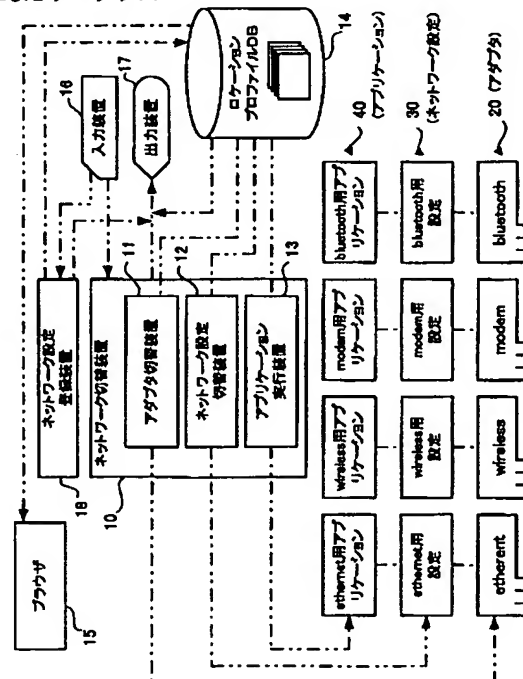 ブラウザ
15
ネットワーク設定
登録装置
18
16
入力装置
17
出力装置
14
ロケーション
プロファイルDB
10
ネットワーク切替装置
11
アダプタ切替装置
12
ネットワーク設定
切替装置
13
アプリケーション
実行装置
ethernet用アプ
リケーション
wireless用アプ
リケーション
modem用アプ
リケーション
bluetooth用アプ
リケーション
40
(アプリケーション)
ethernet用
設定
wireless用
設定
modem用
設定
bluetooth用
設定
30
(ネットワーク設定)
etherent
wireless
modem
bluetooth
20 (アダプタ)